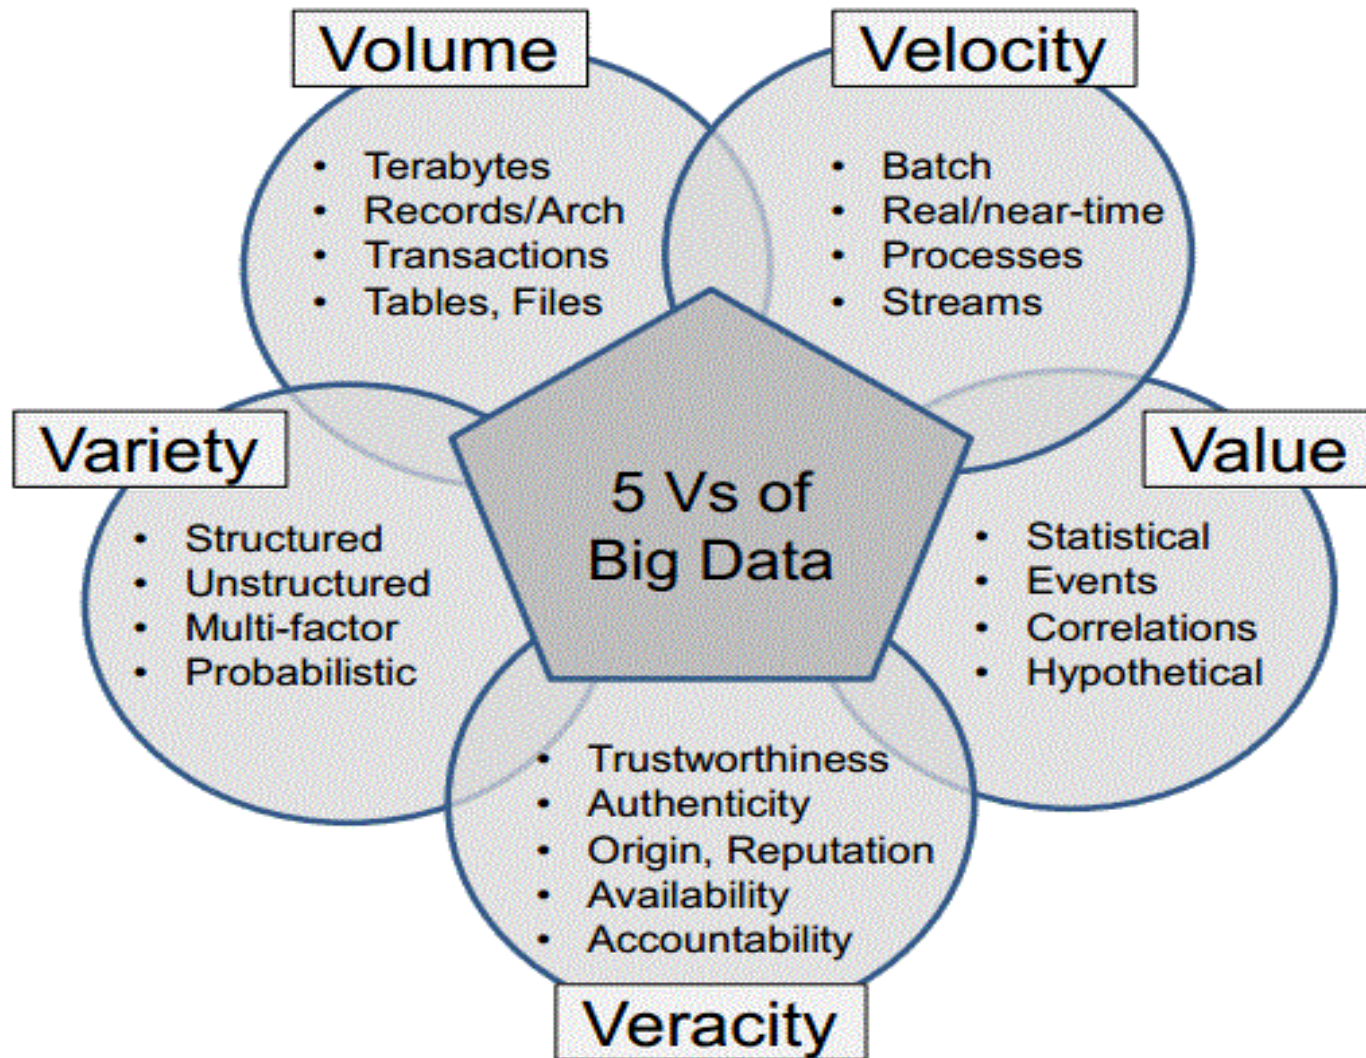 Volume
• Terabytes
• Records/Arch
• Transactions
• Tables, Files
Velocity
• Batch
• Real/near-time
• Processes
• Streams
Variety
• Structured
• Unstructured
• Multi-factor
• Probabilistic
5 Vs of
Big Data
Value
• Statistical
• Events
• Correlations
• Hypothetical
• Trustworthiness
• Authenticity
• Origin, Reputation
• Availability
• Accountability
Veracity